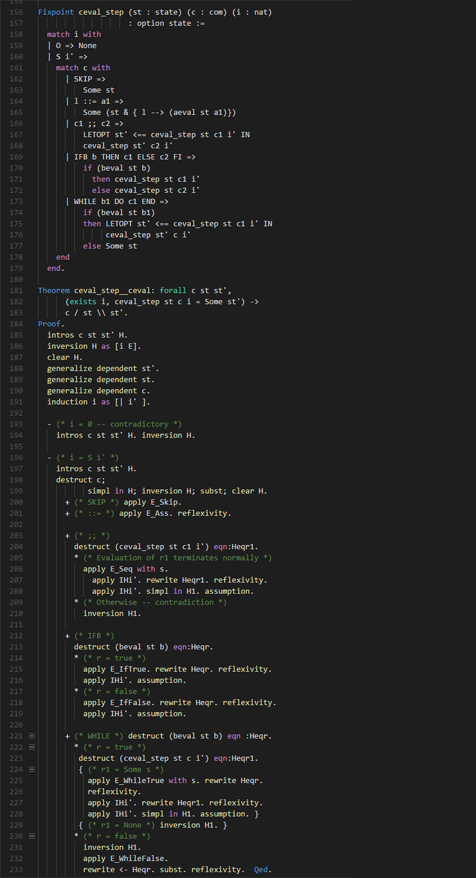 155
156 Fixpoint ceval_step (st : state) (c : com) (i : nat)
157 : option state :=
158 match i with
159 | O => None
160 | S i' =>
161 match c with
162 | SKIP =>
163 Some st
164 | l ::= a1 =>
165 Some (st & { l --> (aeval st a1)})
166 | c1 ;; c2 =>
167 LETOPT st' <== ceval_step st c1 i' IN
168 ceval_step st' c2 i'
169 | IFB b THEN c1 ELSE c2 FI =>
170 if (beval st b)
171 then ceval_step st c1 i'
172 else ceval_step st c2 i'
173 | WHILE b1 DO c1 END =>
174 if (beval st b1)
175 then LETOPT st' <== ceval_step st c1 i' IN
176 ceval_step st' c i'
177 else Some st
178 end
179 end.
180
181 Theorem ceval_step__ceval: forall c st st',
182 (exists i, ceval_step st c i = Some st') ->
183 c / st \\ st'.
184 Proof.
185 intros c st st' H.
186 inversion H as [i E].
187 clear H.
188 generalize dependent st'.
189 generalize dependent st.
190 generalize dependent c.
191 induction i as [| i' ].
192
193 - (* i = 0 -- contradictory *)
194 intros c st st' H. inversion H.
195
196 - (* i = S i' *)
197 intros c st st' H.
198 destruct c;
199 simpl in H; inversion H; subst; clear H.
200 + (* SKIP *) apply E_Skip.
201 + (* ::= *) apply E_Ass. reflexivity.
202
203 + (* ;; *)
204 destruct (ceval_step st c1 i') eqn:Heqr1.
205 * (* Evaluation of r1 terminates normally *)
206 apply E_Seq with s.
207 apply IHi'. rewrite Heqr1. reflexivity.
208 apply IHi'. simpl in H1. assumption.
209 * (* Otherwise -- contradiction *)
210 inversion H1.
211
212 + (* IFB *)
213 destruct (beval st b) eqn:Heqr.
214 * (* r = true *)
215 apply E_IfTrue. rewrite Heqr. reflexivity.
216 apply IHi'. assumption.
217 * (* r = false *)
218 apply E_IfFalse. rewrite Heqr. reflexivity.
219 apply IHi'. assumption.
220
221 + (* WHILE *) destruct (beval st b) eqn :Heqr.
222 * (* r = true *)
223 destruct (ceval_step st c i') eqn:Heqr1.
224 { (* r1 = Some s *)
225 apply E_WhileTrue with s. rewrite Heqr.
226 reflexivity.
227 apply IHi'. rewrite Heqr1. reflexivity.
228 apply IHi'. simpl in H1. assumption. }
229 { (* r1 = None *) inversion H1. }
230 * (* r = false *)
231 inversion H1.
232 apply E_WhileFalse.
233 rewrite <- Heqr. subst. reflexivity. Qed.